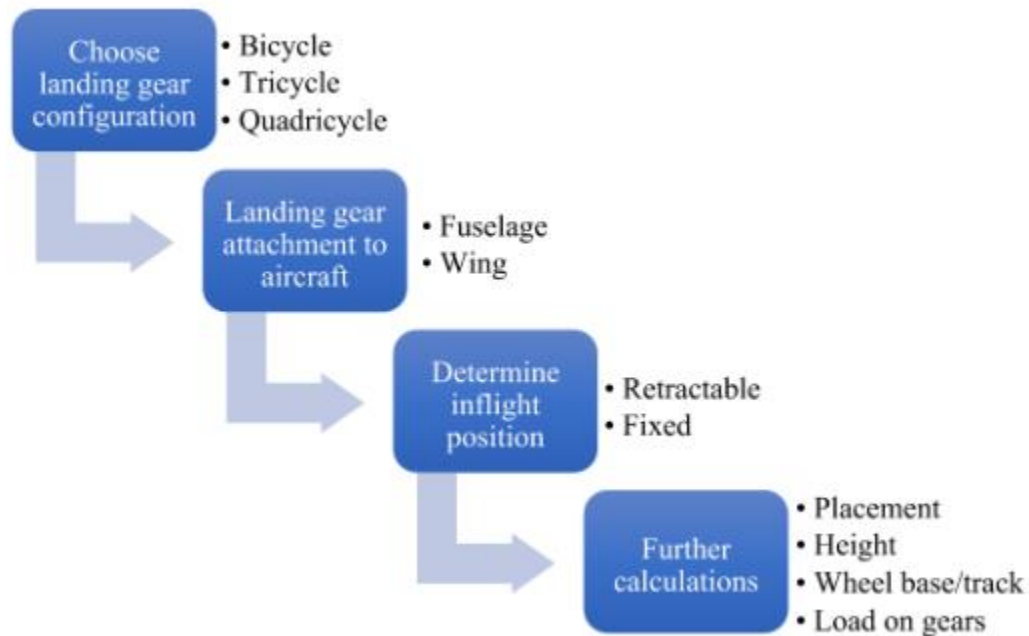 Choose
landing gear
configuration
• Bicycle
• Tricycle
• Quadricycle
Landing gear
attachment to
aircraft
• Fuselage
• Wing
Determine
inflight
position
• Retractable
• Fixed
Further
calculations
• Placement
• Height
• Wheel base/track
• Load on gears